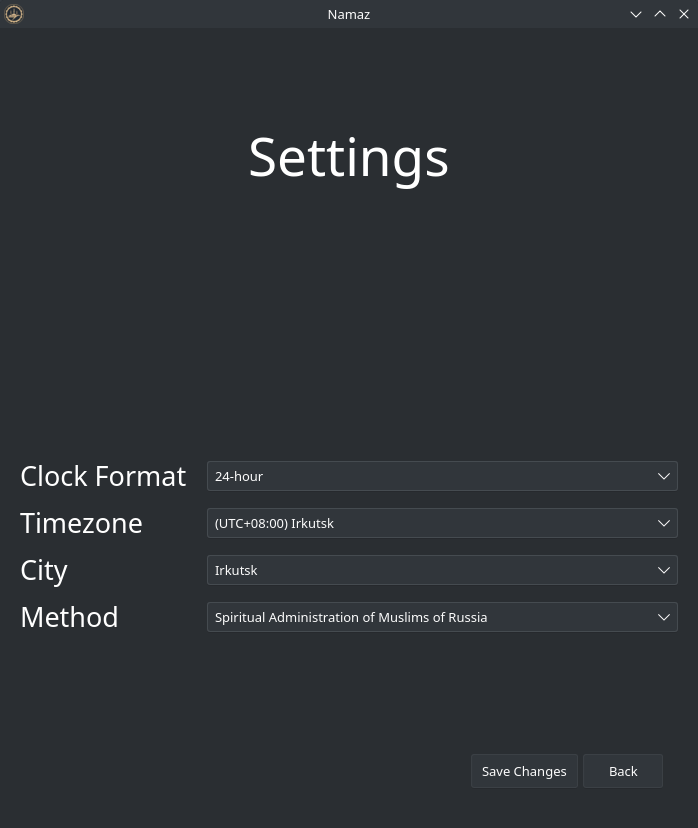 Namaz
Settings
Clock Format 24-hour
Timezone (UTC+08:00) Irkutsk
City Irkutsk
Method Spiritual Administration of Muslims of Russia
Save Changes Back